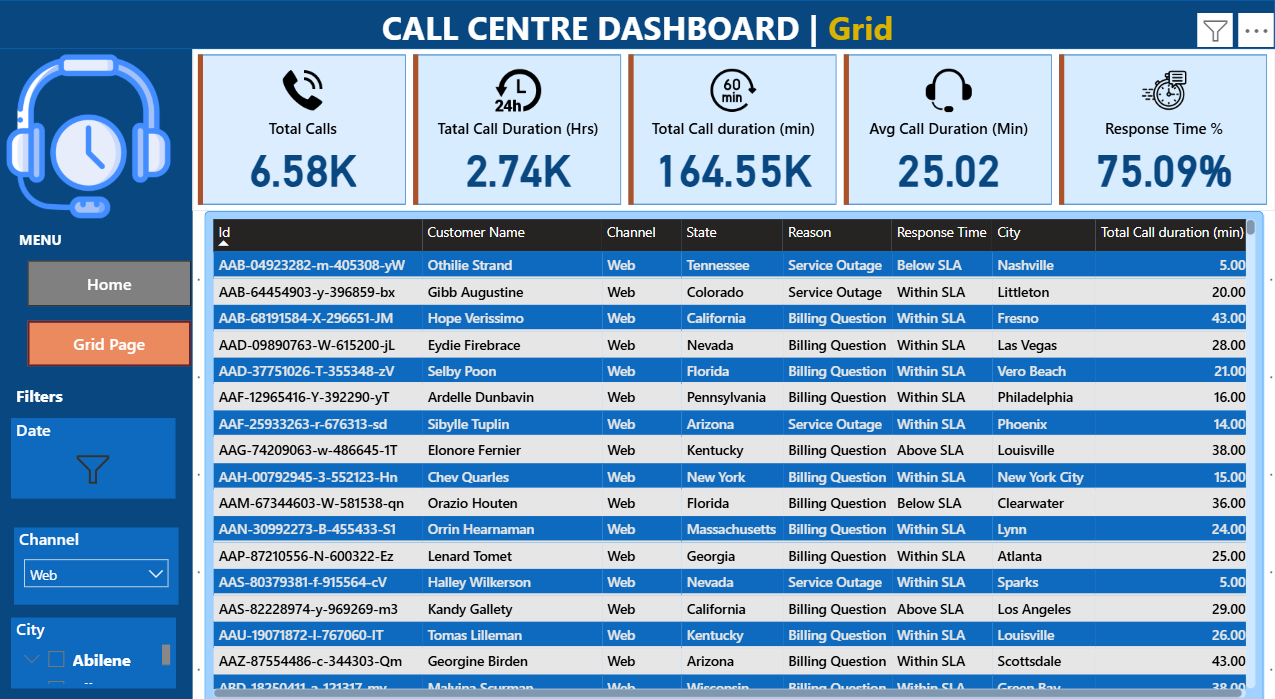 CALL CENTRE DASHBOARD | Grid
Total Calls
6.58K
24h
Tatal Call Duration (Hrs)
2.74K
60 min
Total Call duration (min)
164.55K
Avg Call Duration (Min)
25.02
Response Time %
75.09%
MENU
Home
Grid Page
Filters
Date
Channel
Web
City
Abilene
Id Customer Name Channel State Reason Response Time City Total Call duration (min)
AAB-04923282-m-405308-yW Othilie Strand Web Tennessee Service Outage Below SLA Nashville 5.00
AAB-64454903-y-396859-bx Gibb Augustine Web Colorado Service Outage Within SLA Littleton 20.00
AAB-68191584-X-296651-JM Hope Verissimo Web California Billing Question Within SLA Fresno 43.00
AAD-09890763-W-615200-jL Eydie Firebrace Web Nevada Billing Question Within SLA Las Vegas 28.00
AAD-37751026-T-355348-zV Selby Poon Web Florida Billing Question Within SLA Vero Beach 21.00
AAF-12965416-Y-392290-yT Ardelle Dunbavin Web Pennsylvania Billing Question Within SLA Philadelphia 16.00
AAF-25933263-r-676313-sd Sibylle Tuplin Web Arizona Service Outage Within SLA Phoenix 14.00
AAG-74209063-w-486645-1T Elonore Fernier Web Kentucky Billing Question Above SLA Louisville 38.00
AAH-00792945-3-552123-Hn Chev Quarles Web New York Billing Question Within SLA New York City 15.00
AAM-67344603-W-581538-qn Orazio Houten Web Florida Billing Question Below SLA Clearwater 36.00
AAN-30992273-B-455433-S1 Orrin Hearnaman Web Massachusetts Billing Question Within SLA Lynn 24.00
AAP-87210556-N-600322-Ez Lenard Tomet Web Georgia Billing Question Within SLA Atlanta 25.00
AAS-80379381-f-915564-cV Halley Wilkerson Web Nevada Service Outage Within SLA Sparks 5.00
AAS-82228974-y-969269-m3 Kandy Gallety Web California Billing Question Above SLA Los Angeles 29.00
AAU-19071872-I-767060-IT Tomas Lilleman Web Kentucky Billing Question Within SLA Louisville 26.00
AAZ-87554486-c-344303-Qm Georgine Birden Web Arizona Billing Question Within SLA Scottsdale 43.00
ABD-18250411-a-121317-my Malvina Scurman Web Wisconsin Billing Question Within SLA Green Bay 38.00